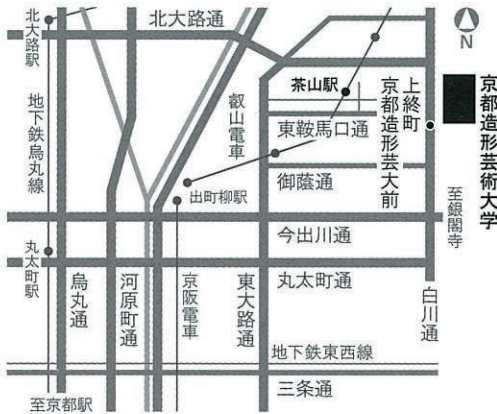 北大路通
北大路駅
N
茶山駅
上終町
京都造形芸大前
京都造形芸術大学
地下鉄烏丸線
叡山電車
東鞍馬口通
御蔭通
至銀閣寺
出町柳駅
今出川通
丸太町駅
烏丸通
河原町通
京阪電車
東大路通
丸太町通
白川通
地下鉄東西線
三条通
至京都駅